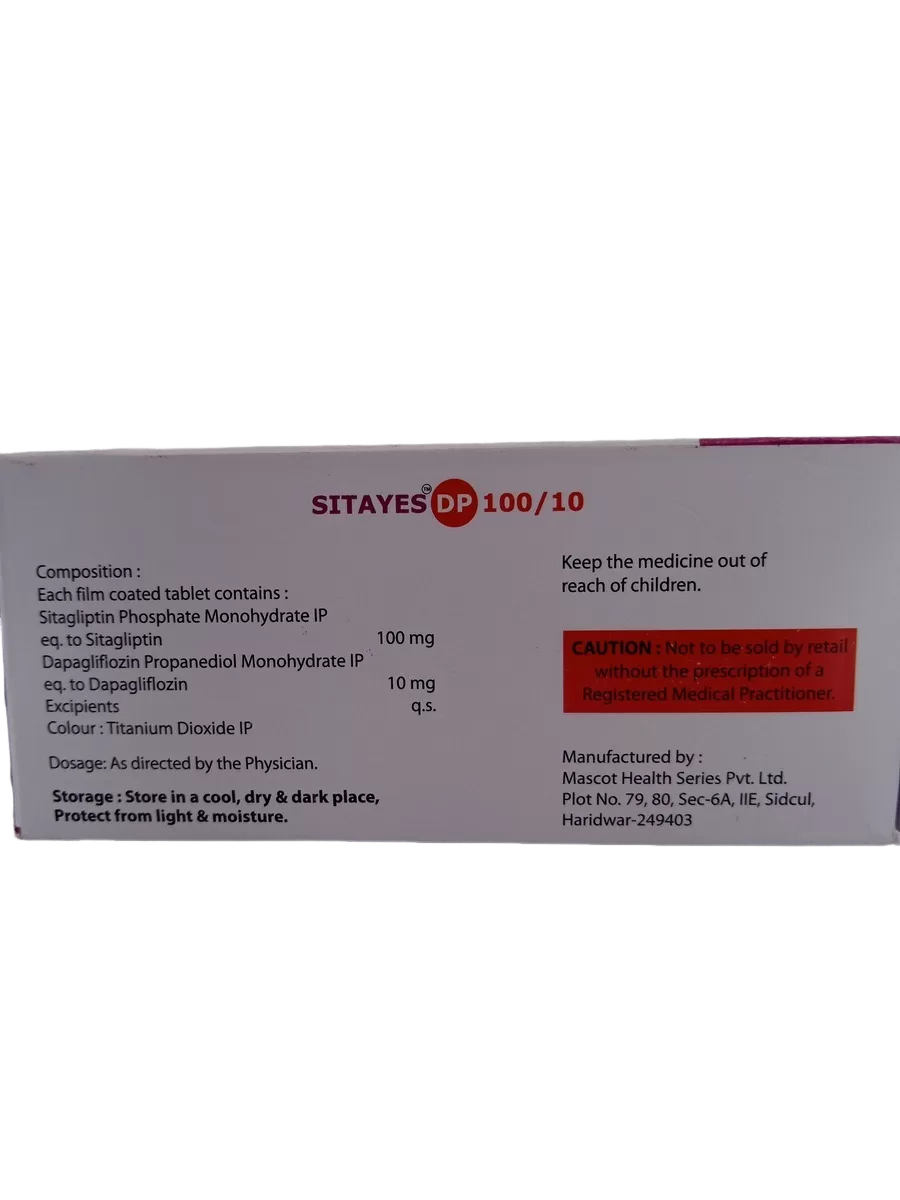 SITAYES™ DP 100/10
Composition :
Each film coated tablet contains :
Sitagliptin Phosphate Monohydrate IP
eq. to Sitagliptin 100 mg
Dapagliflozin Propanediol Monohydrate IP
eq. to Dapagliflozin 10 mg
Excipients q.s.
Colour : Titanium Dioxide IP
Dosage: As directed by the Physician.
Storage : Store in a cool, dry & dark place,
Protect from light & moisture.
Keep the medicine out of
reach of children.
CAUTION : Not to be sold by retail
without the prescription of a
Registered Medical Practitioner.
Manufactured by :
Mascot Health Series Pvt. Ltd.
Plot No. 79, 80, Sec-6A, IIE, Sidcul,
Haridwar-249403